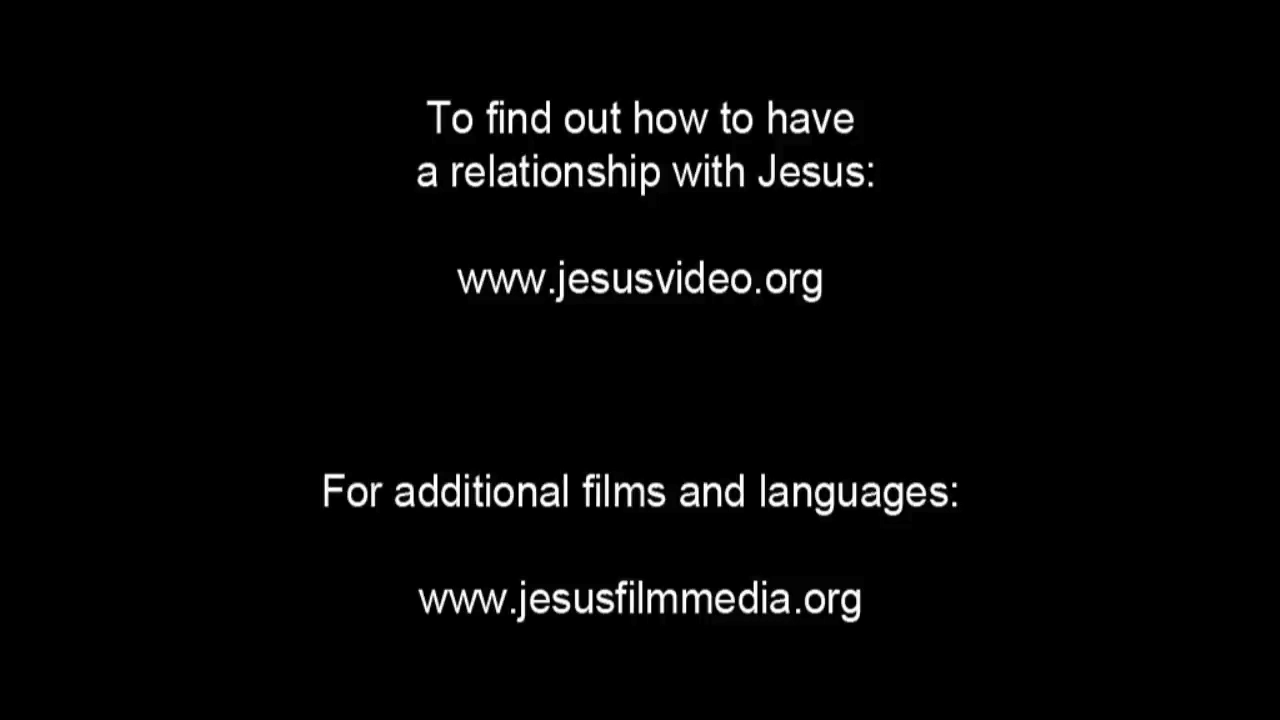 To find out how to have
a relationship with Jesus:
www.jesusvideo.org
For additional films and languages:
www.jesusfilmmedia.org